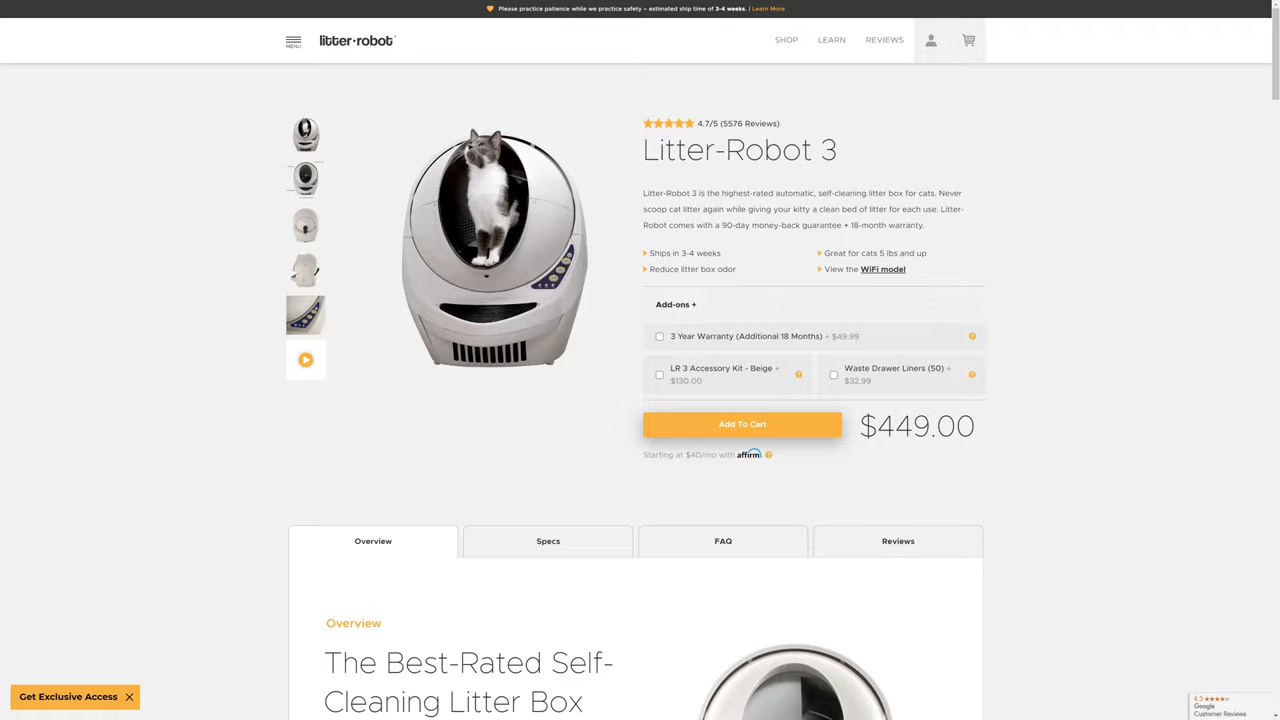 Please practice patience while we practice safety – estimated ship time of 3-4 weeks. | Learn More
MENU
litter-robot
SHOP
LEARN
REVIEWS
4.7/5 (5576 Reviews)
Litter-Robot 3
Litter-Robot 3 is the highest-rated automatic, self-cleaning litter box for cats. Never
scoop cat litter again while giving your kitty a clean bed of litter for each use. Litter-
Robot comes with a 90-day money-back guarantee + 18-month warranty.
Ships in 3-4 weeks
Great for cats 5 lbs and up
Reduce litter box odor
View the WiFi model
Add-ons +
3 Year Warranty (Additional 18 Months) + $49.99
LR 3 Accessory Kit - Beige +
$130.00
Waste Drawer Liners (50) +
$32.99
Add To Cart
$449.00
Starting at $40/mo with affirm
Overview
Specs
FAQ
Reviews
Overview
The Best-Rated Self-
Cleaning Litter Box
Get Exclusive Access
4.3
Google
Customer Reviews